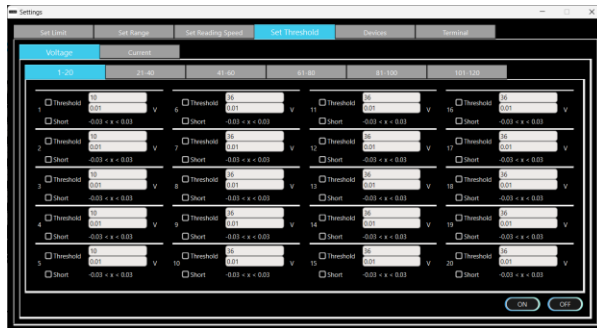 Settings
Set Limit Set Range Set Reading Speed Set Threshold Devices Terminal
Voltage Current
1-20 21-40 41-60 61-80 81-100 101-120
10 36 36 36
1 Threshold 0.01 V 6 Threshold 0.01 V 11 Threshold 0.01 V 16 Threshold 0.01 V
Short -0.03 < x < 0.03 Short -0.03 < x < 0.03 Short -0.03 < x < 0.03 Short -0.03 < x < 0.03
10 36 36 36
2 Threshold 0.01 V 7 Threshold 0.01 V 12 Threshold 0.01 V 17 Threshold 0.01 V
Short -0.03 < x < 0.03 Short -0.03 < x < 0.03 Short -0.03 < x < 0.03 Short -0.03 < x < 0.03
10 36 36 36
3 Threshold 0.01 V 8 Threshold 0.01 V 13 Threshold 0.01 V 18 Threshold 0.01 V
Short -0.03 < x < 0.03 Short -0.03 < x < 0.03 Short -0.03 < x < 0.03 Short -0.03 < x < 0.03
10 36 36 36
4 Threshold 0.01 V 9 Threshold 0.01 V 14 Threshold 0.01 V 19 Threshold 0.01 V
Short -0.03 < x < 0.03 Short -0.03 < x < 0.03 Short -0.03 < x < 0.03 Short -0.03 < x < 0.03
10 36 36 36
5 Threshold 0.01 V 10 Threshold 0.01 V 15 Threshold 0.01 V 20 Threshold 0.01 V
Short -0.03 < x < 0.03 Short -0.03 < x < 0.03 Short -0.03 < x < 0.03 Short -0.03 < x < 0.03
ON OFF